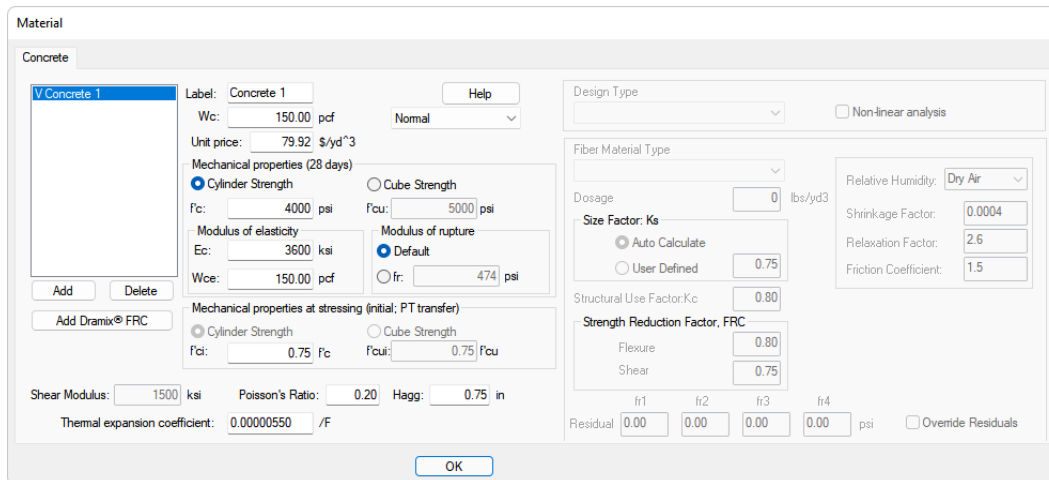 Material
Concrete
V Concrete 1
Add Delete
Add Dramix® FRC
Label: Concrete 1 Help
Wc: 150.00 pcf Normal
Unit price: 79.92 $/yd^3
Mechanical properties (28 days)
Cylinder Strength Cube Strength
f'c: 4000 psi f'cu: 5000 psi
Modulus of elasticity Modulus of rupture
Ec: 3600 ksi Default
Wce: 150.00 pcf fr: 474 psi
Mechanical properties at stressing (initial; PT transfer)
Cylinder Strength Cube Strength
f'ci: 0.75 f'c f'cui: 0.75 f'cu
Shear Modulus: 1500 ksi Poisson's Ratio: 0.20 Hagg: 0.75 in
Thermal expansion coefficient: 0.00000550 /F
Design Type
Non-linear analysis
Fiber Material Type
Dosage 0 lbs/yd3
Size Factor: Ks
Auto Calculate
User Defined 0.75
Structural Use Factor:Kc 0.80
Strength Reduction Factor, FRC
Flexure 0.80
Shear 0.75
fr1 fr2 fr3 fr4
Residual 0.00 0.00 0.00 0.00 psi Override Residuals
Relative Humidity: Dry Air
Shrinkage Factor: 0.0004
Relaxation Factor: 2.6
Friction Coefficient: 1.5
OK